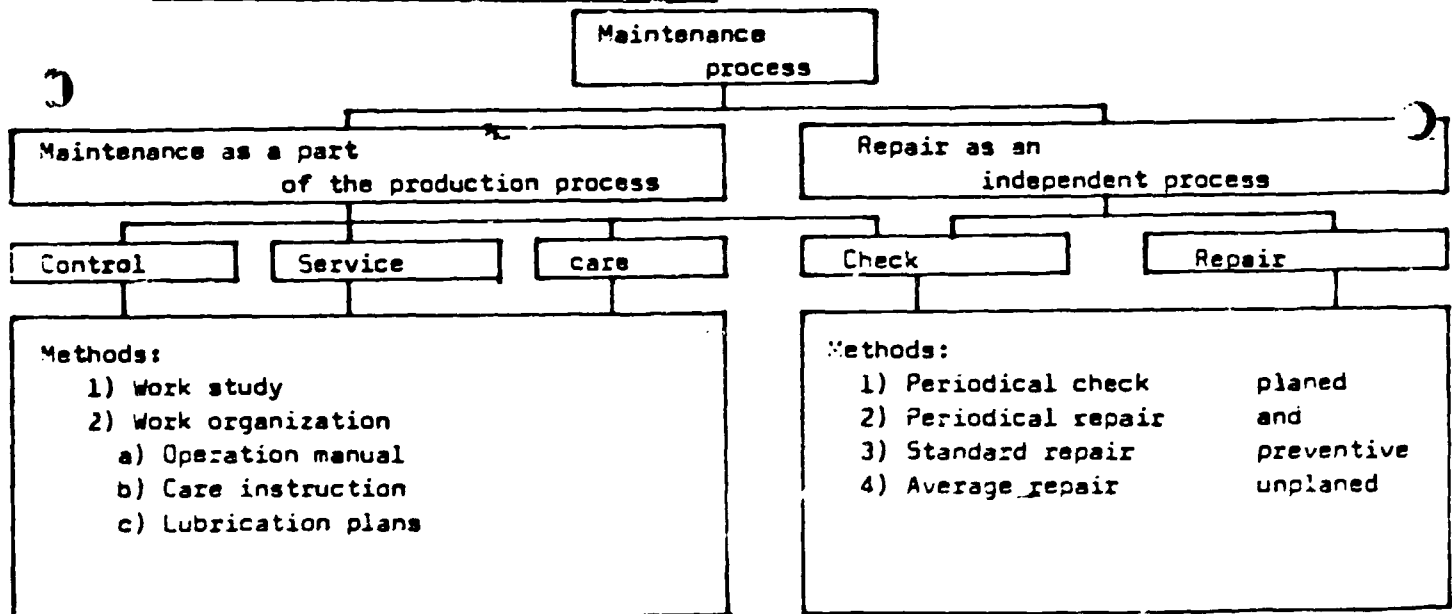 Maintenance
process
Maintenance as a part
of the production process
Repair as an
independent process
Control
Service
care
Check
Repair
Methods:
1) Work study
2) Work organization
a) Operation manual
b) Care instruction
c) Lubrication plans
Methods:
1) Periodical check planed
2) Periodical repair and
3) Standard repair preventive
4) Average repair unplaned